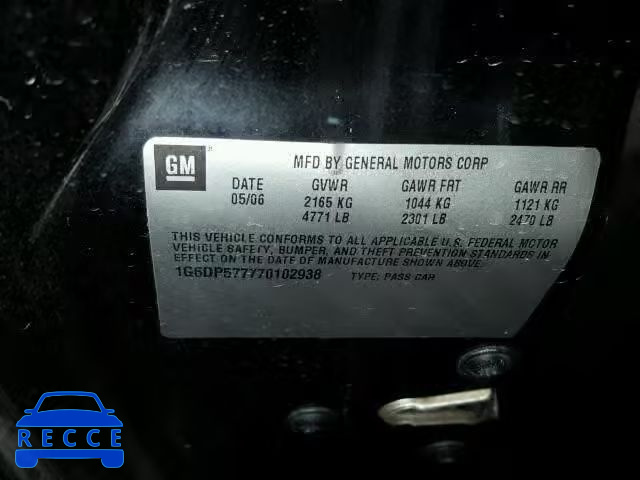 GM
MFD BY GENERAL MOTORS CORP
DATE GVWR GAWR FRT GAWR RR
05/06 2165 KG 1044 KG 1121 KG
4771 LB 2301 LB 2470 LB
THIS VEHICLE CONFORMS TO ALL APPLICABLE U.S. FEDERAL MOTOR
VEHICLE SAFETY, BUMPER, AND THEFT PREVENTION STANDARDS IN
EFFECT ON THE DATE OF MANUFACTURE SHOWN ABOVE.
1G6DP577770102938 TYPE: PASS CAR
RECCE